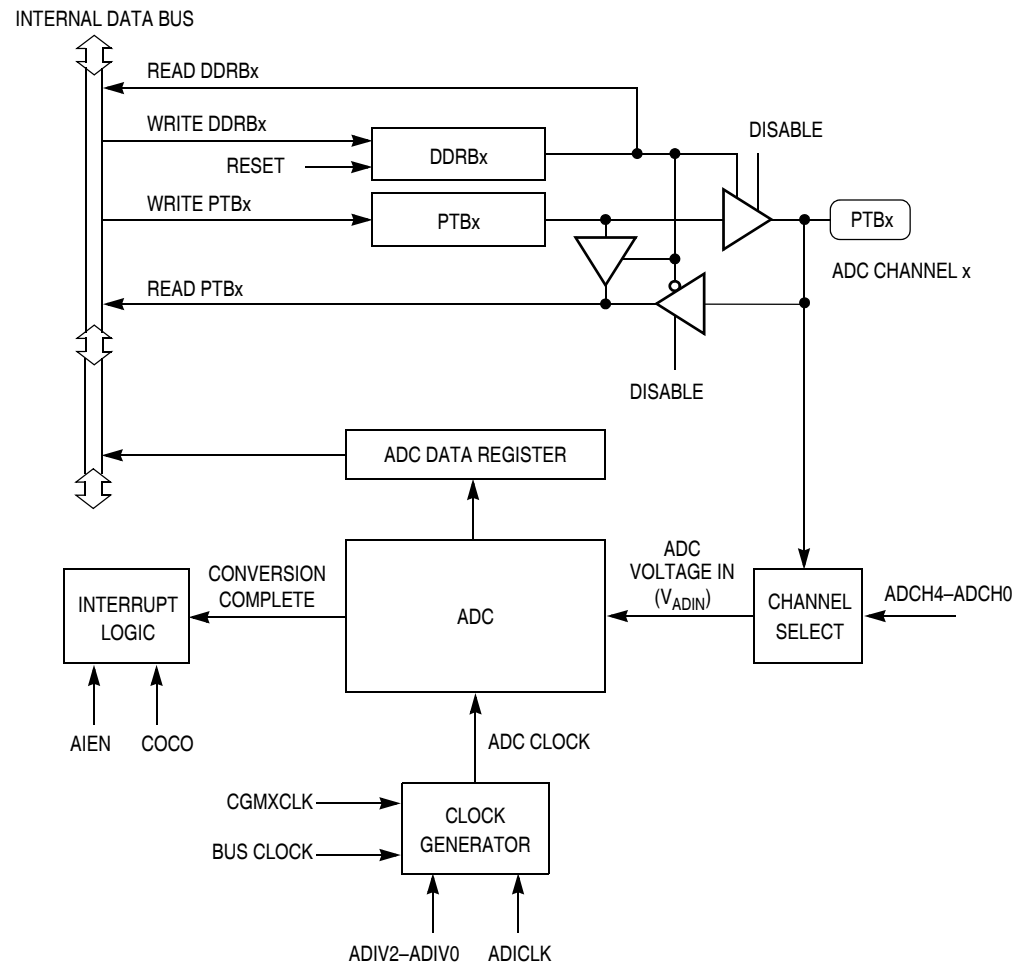 INTERNAL DATA BUS
READ DDRBx
WRITE DDRBx
DISABLE
DDRBx
RESET
WRITE PTBx
PTBx
PTBx
ADC CHANNEL x
READ PTBx
DISABLE
ADC DATA REGISTER
INTERRUPT
LOGIC
CONVERSION
COMPLETE
ADC
ADC
VOLTAGE IN
(VADIN)
CHANNEL
SELECT
ADCH4–ADCH0
AIEN
COCO
ADC CLOCK
CGMXCLK
CLOCK
GENERATOR
BUS CLOCK
ADIV2–ADIV0
ADICLK